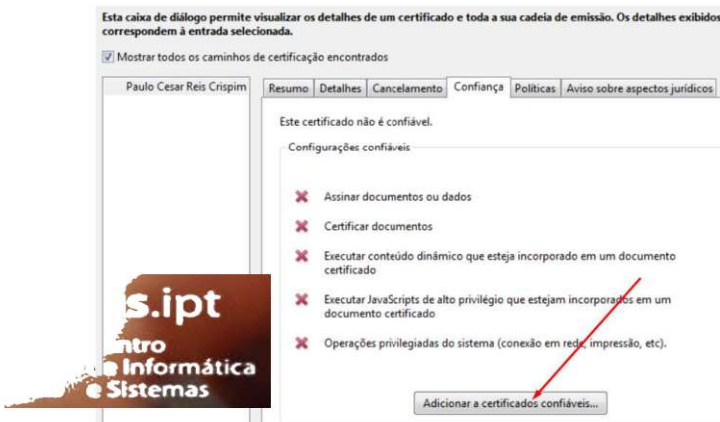 Esta caixa de diálogo permite visualizar os detalhes de um certificado e toda a sua cadeia de emissão. Os detalhes exibidos
correspondem à entrada selecionada.
Mostrar todos os caminhos de certificação encontrados
Paulo Cesar Reis Crispim
Resumo Detalhes Cancelamento Confiança Políticas Aviso sobre aspectos jurídicos
Este certificado não é confiável.
Configurações confiáveis
Assinar documentos ou dados
Certificar documentos
Executar conteúdo dinâmico que esteja incorporado em um documento
certificado
Executar JavaScripts de alto privilégio que estejam incorporados em um
documento certificado
Operações privilegiadas do sistema (conexão em rede, impressão, etc).
Adicionar a certificados confiáveis...
s.ipt
ntro
e Informática
e Sistemas